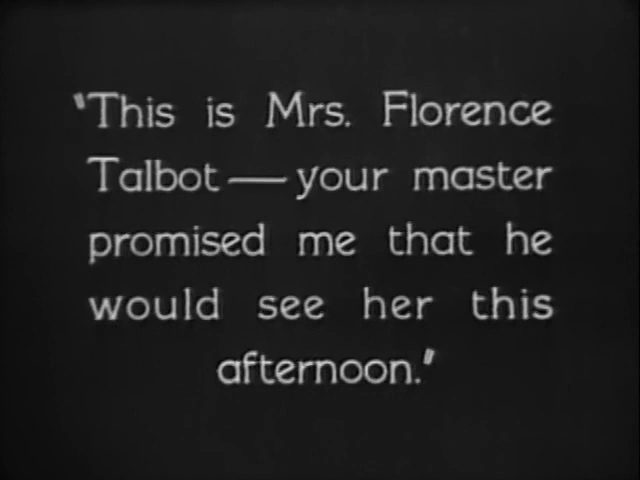 "This is Mrs. Florence
Talbot — your master
promised me that he
would see her this
afternoon."